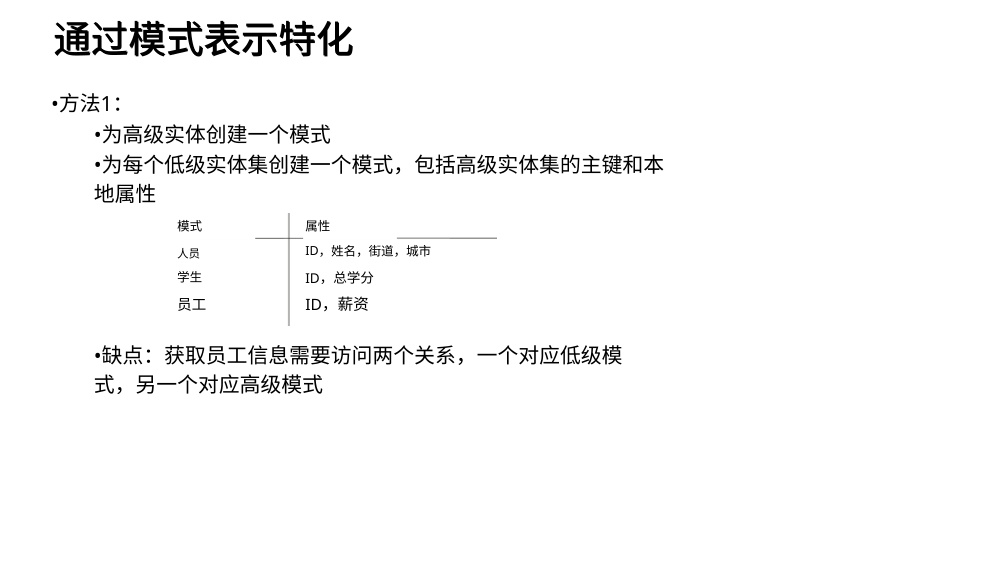 通过模式表示特化
•方法1：
•为高级实体创建一个模式
•为每个低级实体集创建一个模式，包括高级实体集的主键和本
地属性
模式 属性
人员 ID，姓名，街道，城市
学生 ID，总学分
员工 ID，薪资
•缺点：获取员工信息需要访问两个关系，一个对应低级模
式，另一个对应高级模式